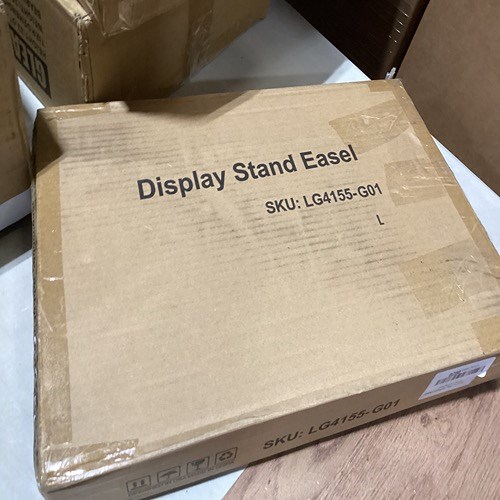 Display Stand Easel
SKU: LG4155-G01
L
SKU: LG4155-G01